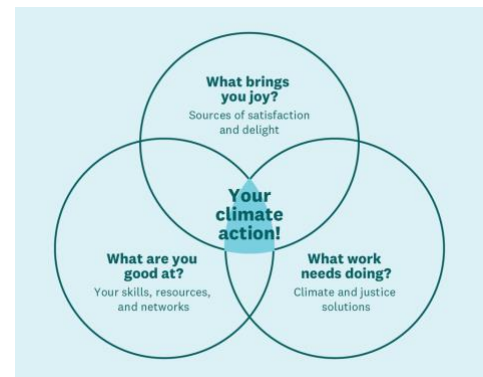 What brings
you joy?
Sources of satisfaction
and delight
Your
climate
action!
What are you
good at?
Your skills, resources,
and networks
What work
needs doing?
Climate and justice
solutions